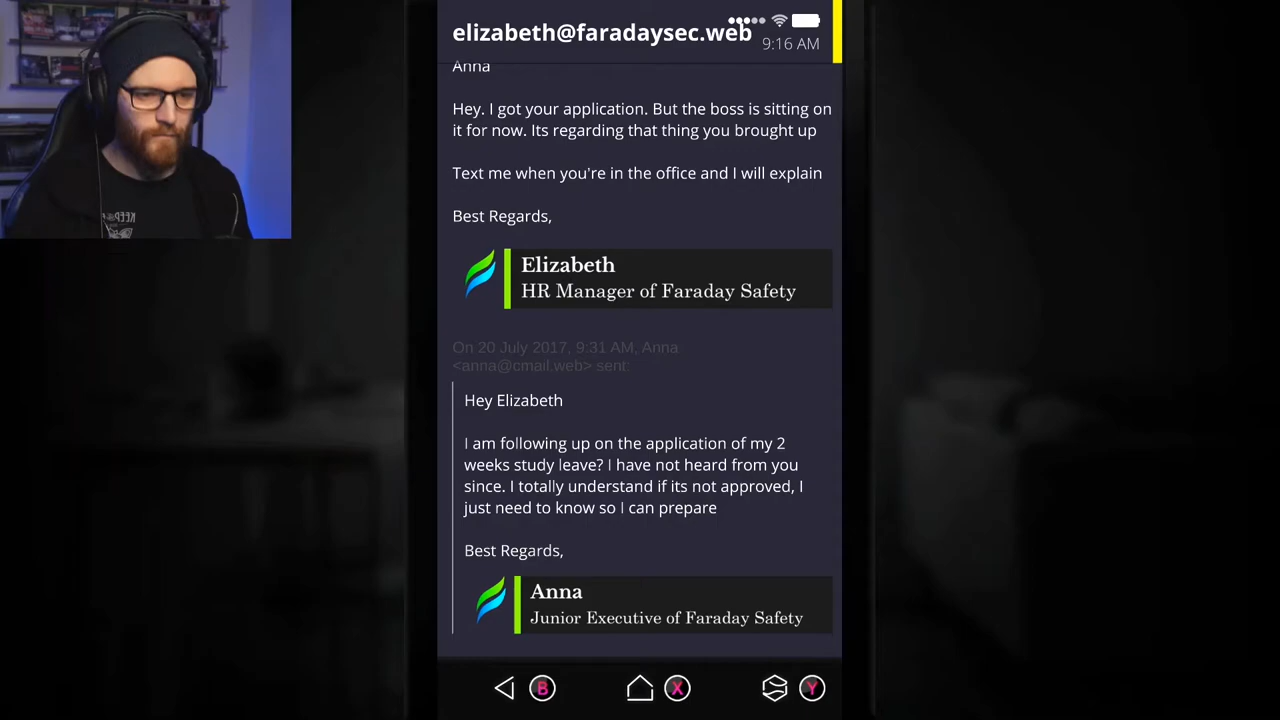 elizabeth@faradaysec.web
9:16 AM
Anna
Hey. I got your application. But the boss is sitting on
it for now. Its regarding that thing you brought up
Text me when you're in the office and I will explain
Best Regards,
Elizabeth
HR Manager of Faraday Safety
On 20 July 2017, 9:31 AM, Anna
<anna@cmail.web> sent:
Hey Elizabeth
I am following up on the application of my 2
weeks study leave? I have not heard from you
since. I totally understand if its not approved, I
just need to know so I can prepare
Best Regards,
Anna
Junior Executive of Faraday Safety
B
X
Y